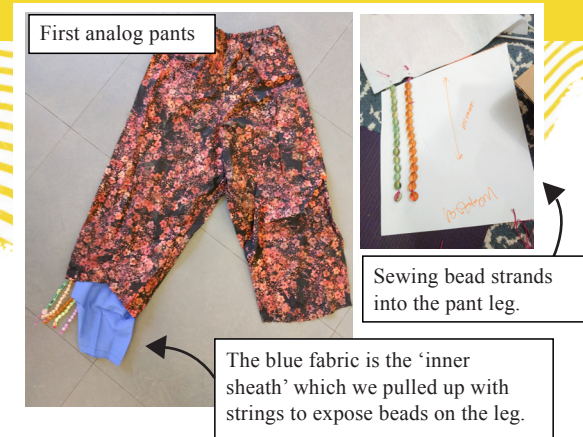 First analog pants
Sewing bead strands
into the pant leg.
The blue fabric is the ‘inner
sheath’ which we pulled up with
strings to expose beads on the leg.